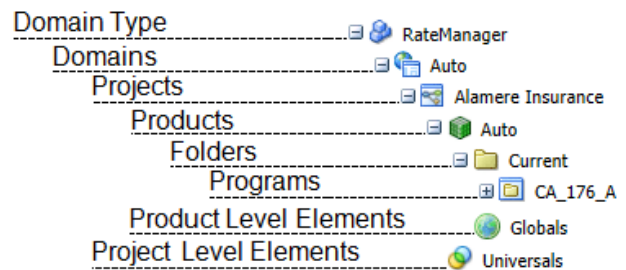 Domain Type RateManager
Domains Auto
Projects Alamere Insurance
Products Auto
Folders Current
Programs CA_176_A
Product Level Elements Globals
Project Level Elements Universals